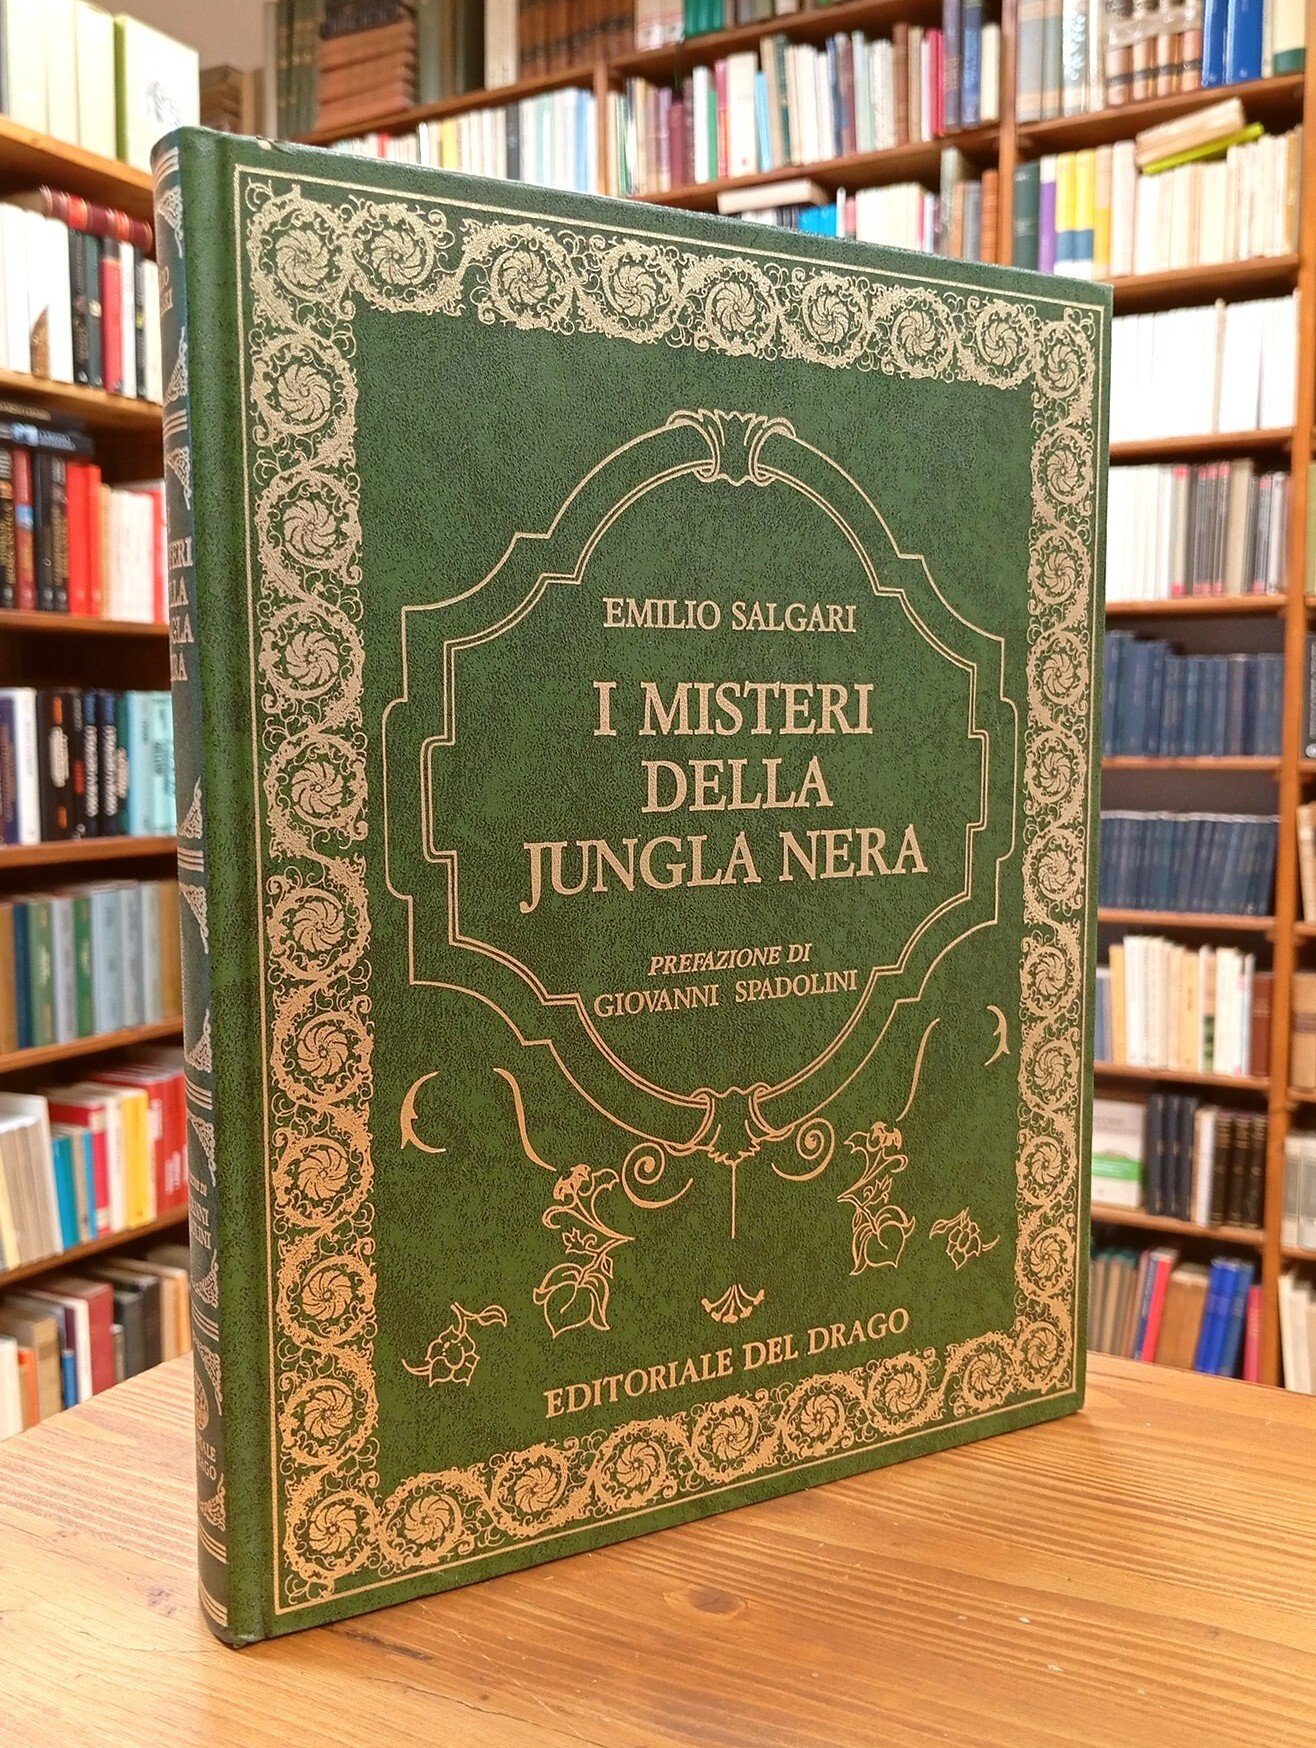 EMILIO SALGARI
I MISTERI
DELLA
JUNGLA NERA
PREFAZIONE DI
GIOVANNI SPADOLINI
EDITORIALE DEL DRAGO